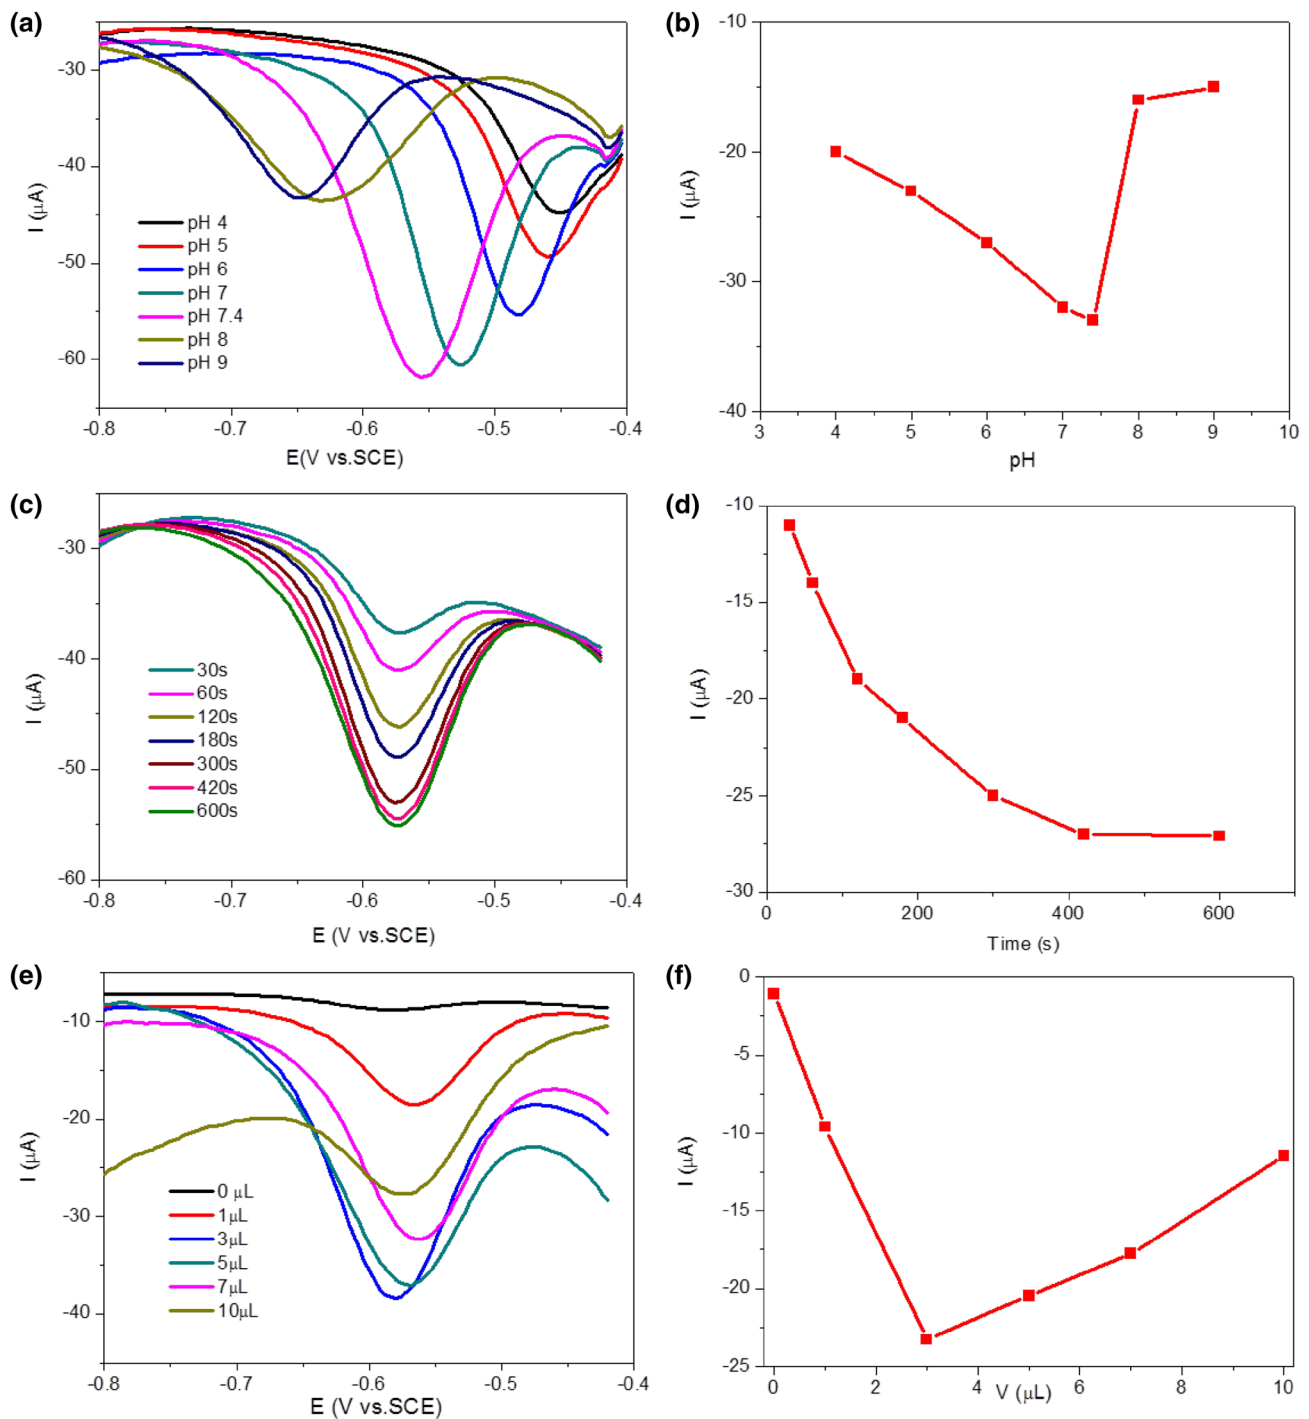 (a)
-30
-40
-50
-60
I (μA)
pH 4
pH 5
pH 6
pH 7
pH 7.4
pH 8
pH 9
-0.8 -0.7 -0.6 -0.5 -0.4
E(V vs.SCE)
(b)
-10
-20
-30
-40
I (μA)
3 4 5 6 7 8 9 10
pH
(c)
-30
-40
-50
-60
I (μA)
30s
60s
120s
180s
300s
420s
600s
-0.8 -0.7 -0.6 -0.5 -0.4
E (V vs.SCE)
(d)
-10
-15
-20
-25
-30
I (μA)
0 200 400 600
Time (s)
(e)
-10
-20
-30
-40
I (μA)
0 μL
1μL
3μL
5μL
7μL
10μL
-0.8 -0.7 -0.6 -0.5 -0.4
E (V vs.SCE)
(f)
0
-5
-10
-15
-20
-25
I (μA)
0 2 4 6 8 10
V (μL)